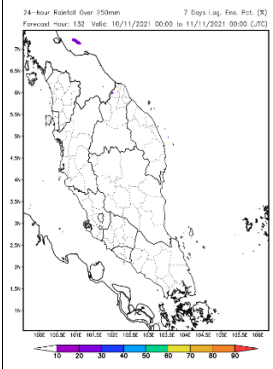 24-hour Rainfall Over 250mm 7 Days Lag. Ens. Pot. (%)
Forecast Hour: 132 Valid: 10/11/2021 00:00 to 11/11/2021 00:00 (UTC)
7N
6.5N
6N
5.5N
5N
4.5N
4N
3.5N
3N
2.5N
2N
1.5N
1N
100E 100.5E 101E 101.5E 102E 102.5E 103E 103.5E 104E 104.5E 105E 105.5E 106E
10 20 30 40 50 60 70 80 90